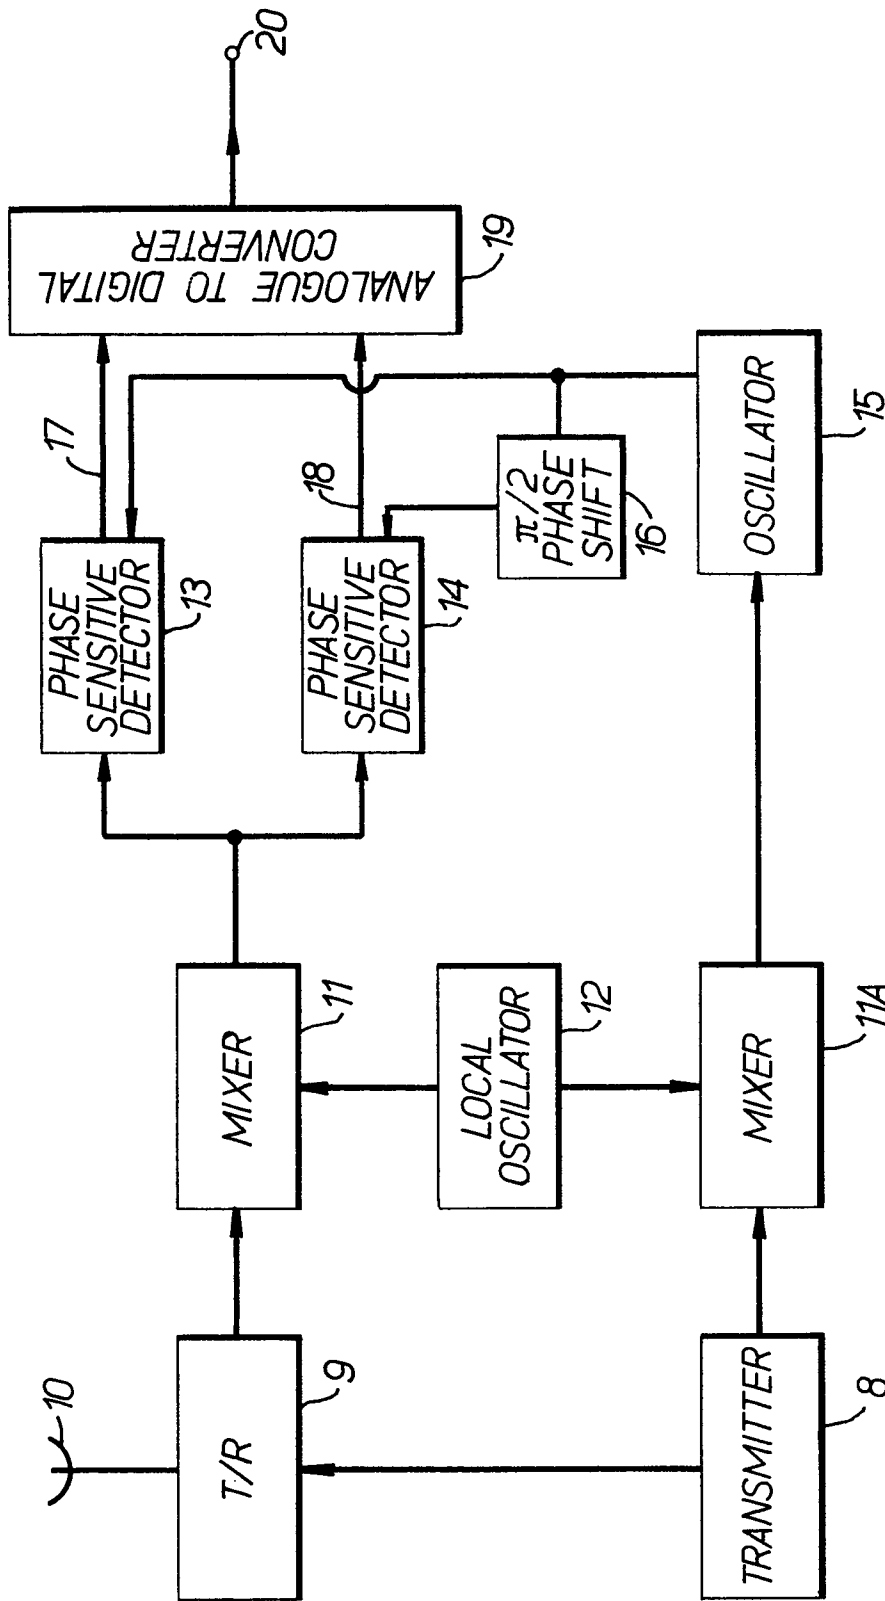 10
T/R
9
TRANSMITTER
8
MIXER
11
LOCAL
OSCILLATOR
12
MIXER
11A
PHASE
SENSITIVE
DETECTOR
13
PHASE
SENSITIVE
DETECTOR
14
π/2
PHASE
SHIFT
16
OSCILLATOR
15
17
18
ANALOGUE TO DIGITAL
CONVERTER
19
20